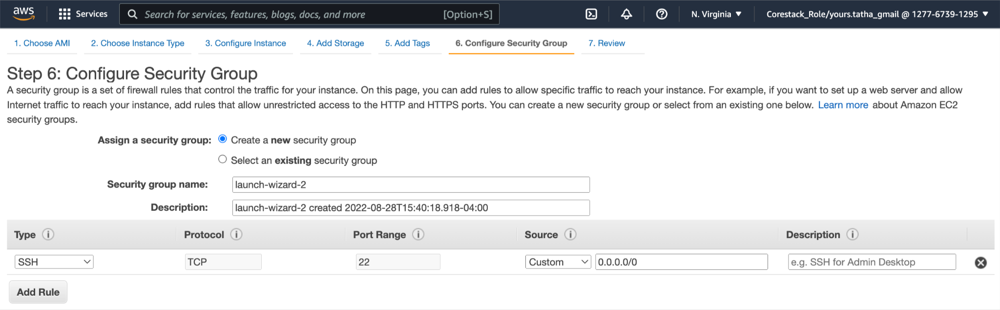 aws Services Search for services, features, blogs, docs, and more [Option+S] N. Virginia Corestack_Role/yours.tatha_gmail @ 1277-6739-1295
1. Choose AMI 2. Choose Instance Type 3. Configure Instance 4. Add Storage 5. Add Tags 6. Configure Security Group 7. Review
Step 6: Configure Security Group
A security group is a set of firewall rules that control the traffic for your instance. On this page, you can add rules to allow specific traffic to reach your instance. For example, if you want to set up a web server and allow
Internet traffic to reach your instance, add rules that allow unrestricted access to the HTTP and HTTPS ports. You can create a new security group or select from an existing one below. Learn more about Amazon EC2
security groups.
Assign a security group: Create a new security group
Select an existing security group
Security group name: launch-wizard-2
Description: launch-wizard-2 created 2022-08-28T15:40:18.918-04:00
Type i Protocol i Port Range i Source i Description i
SSH TCP 22 Custom 0.0.0.0/0 e.g. SSH for Admin Desktop
Add Rule